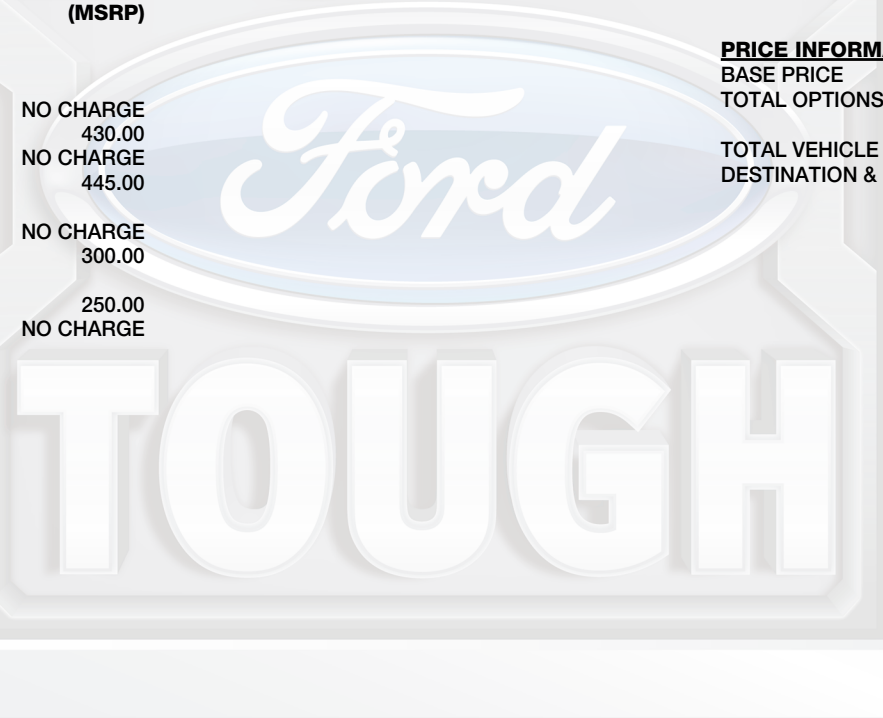 (MSRP)
NO CHARGE
430.00
NO CHARGE
445.00
NO CHARGE
300.00
250.00
NO CHARGE
PRICE INFORMA
BASE PRICE
TOTAL OPTIONS
TOTAL VEHICLE
DESTINATION &
Ford
TOUGH